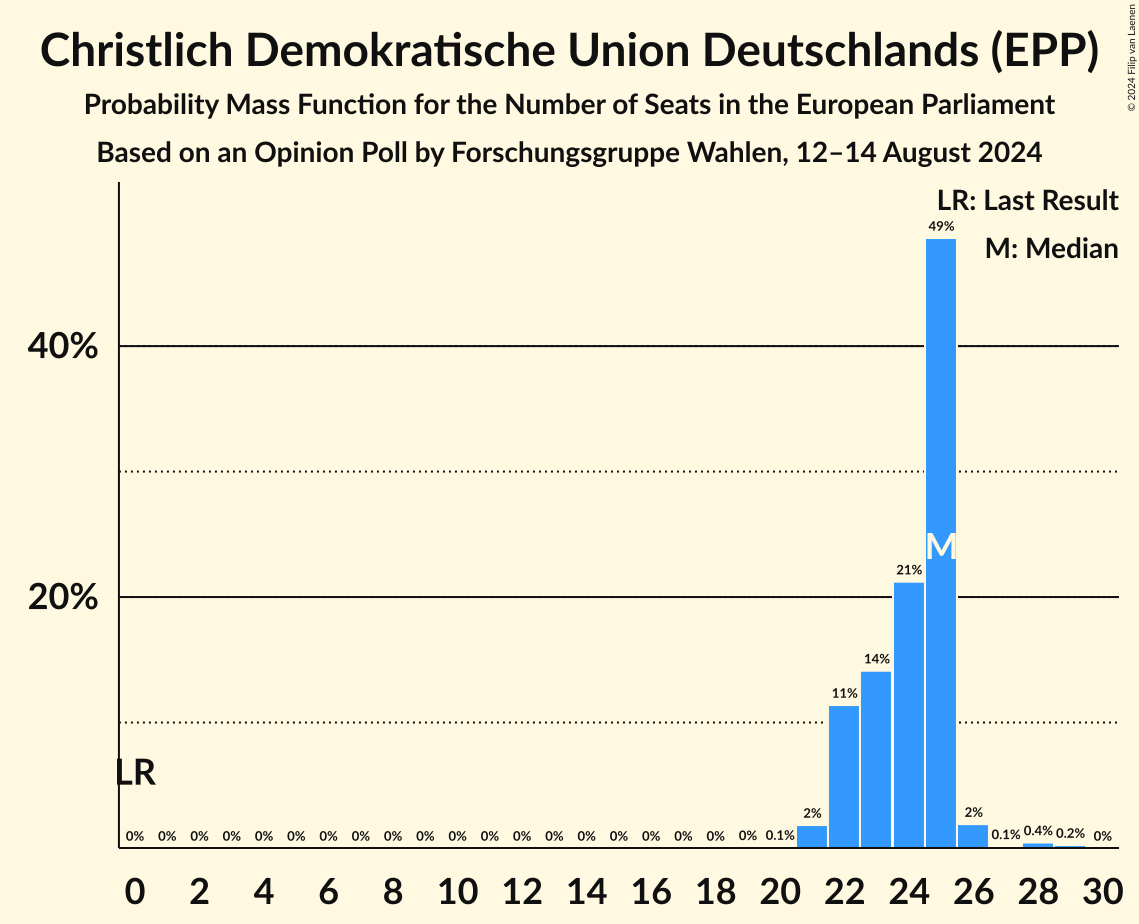 Christlich Demokratische Union Deutschlands (EPP)
Probability Mass Function for the Number of Seats in the European Parliament
Based on an Opinion Poll by Forschungsgruppe Wahlen, 12–14 August 2024
© 2024 Filip van Laenen
LR: Last Result
M: Median
49%
40%
M
21%
20%
14%
11%
LR
0% 0% 0% 0% 0% 0% 0% 0% 0% 0% 0% 0% 0% 0% 0% 0% 0% 0% 0% 0% 0.1% 2% 2% 0.1% 0.4% 0.2% 0%
0 2 4 6 8 10 12 14 16 18 20 22 24 26 28 30